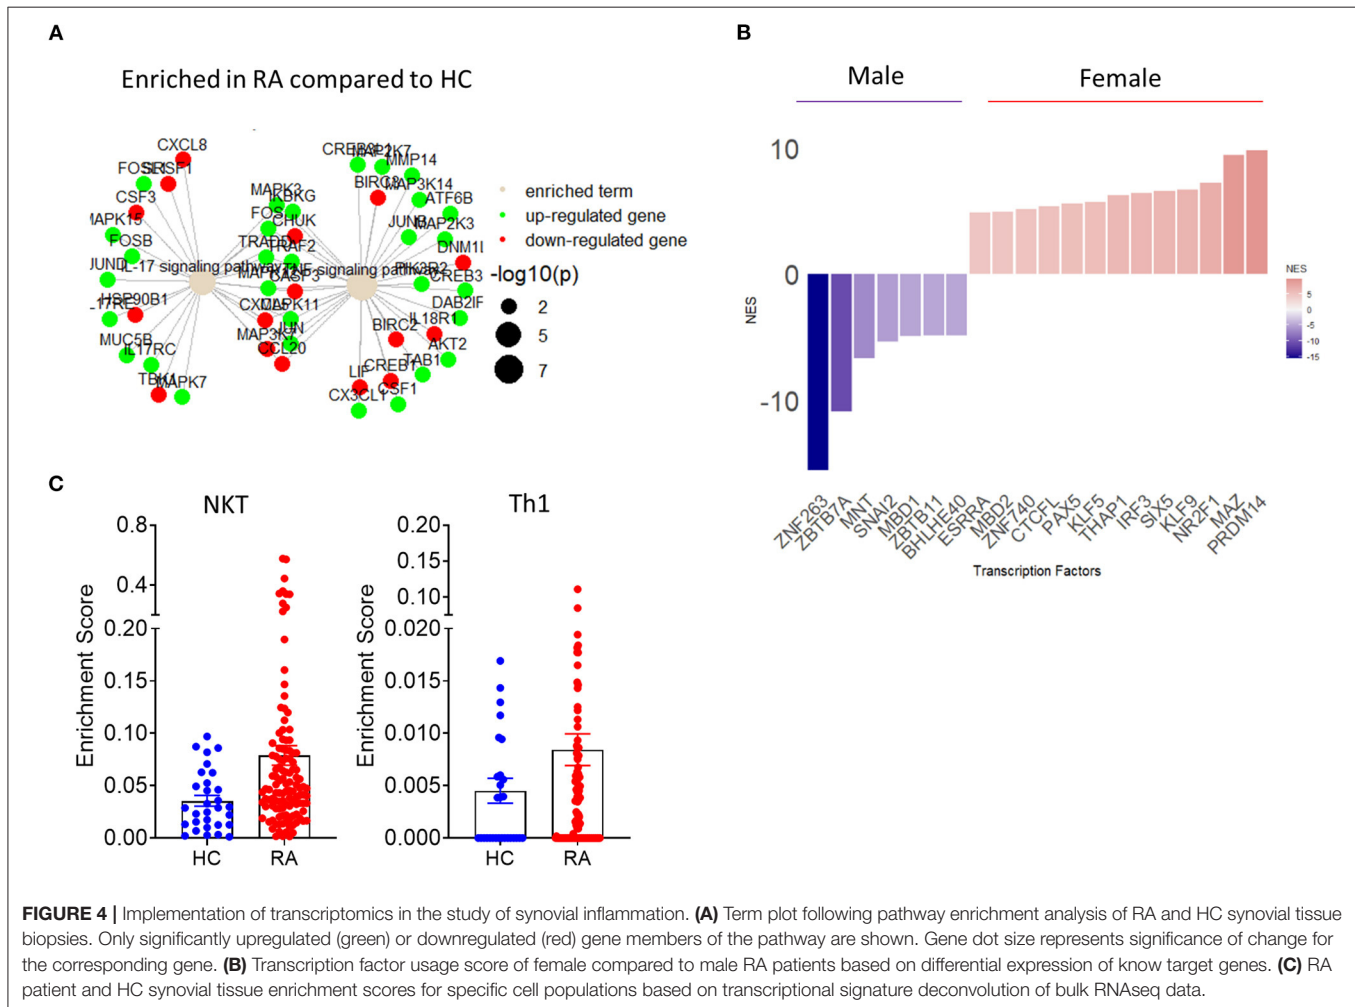 A
Enriched in RA compared to HC
CXCL8
SRSF1
CSF3
MAPK15
FOSB
JUND
IL-17 signaling pathway
HSP90B1
MUC5B
IL17RC
MAPK7
MAPK3
IKBKG
FOS
CHUK
TRAF2
CASP3
MAPK11
JUN
MAP3K7
CCL20
MAP2K7
MMP14
MAP3K14
ATF6B
JUNB
MAP2K3
PIK3R2
CREB3
IL18R1
BIRC2
AKT2
TAB1
CREB1
LIF
CSF1
CX3CL1
enriched term
up-regulated gene
down-regulated gene
-log10(p)
2
5
7
B
Male
Female
10
0
-10
NES
ZNF263
ZBTB7A
MNT
SNAI2
MBD1
ZBTB11
BHLHE40
ESRRA
MBD2
ZNF740
CTCFL
PAX5
KLF5
THAP1
IRF3
SIX5
KLF9
NR2F1
MAZ
PRDM14
Transcription Factors
NES
5
0
-5
-10
-15
C
NKT
Enrichment Score
0.8
0.4
0.20
0.15
0.10
0.05
0.00
HC
RA
Th1
Enrichment Score
0.20
0.15
0.10
0.020
0.015
0.010
0.005
0.000
HC
RA
FIGURE 4 | Implementation of transcriptomics in the study of synovial inflammation. (A) Term plot following pathway enrichment analysis of RA and HC synovial tissue
biopsies. Only significantly upregulated (green) or downregulated (red) gene members of the pathway are shown. Gene dot size represents significance of change for
the corresponding gene. (B) Transcription factor usage score of female compared to male RA patients based on differential expression of know target genes. (C) RA
patient and HC synovial tissue enrichment scores for specific cell populations based on transcriptional signature deconvolution of bulk RNAseq data.